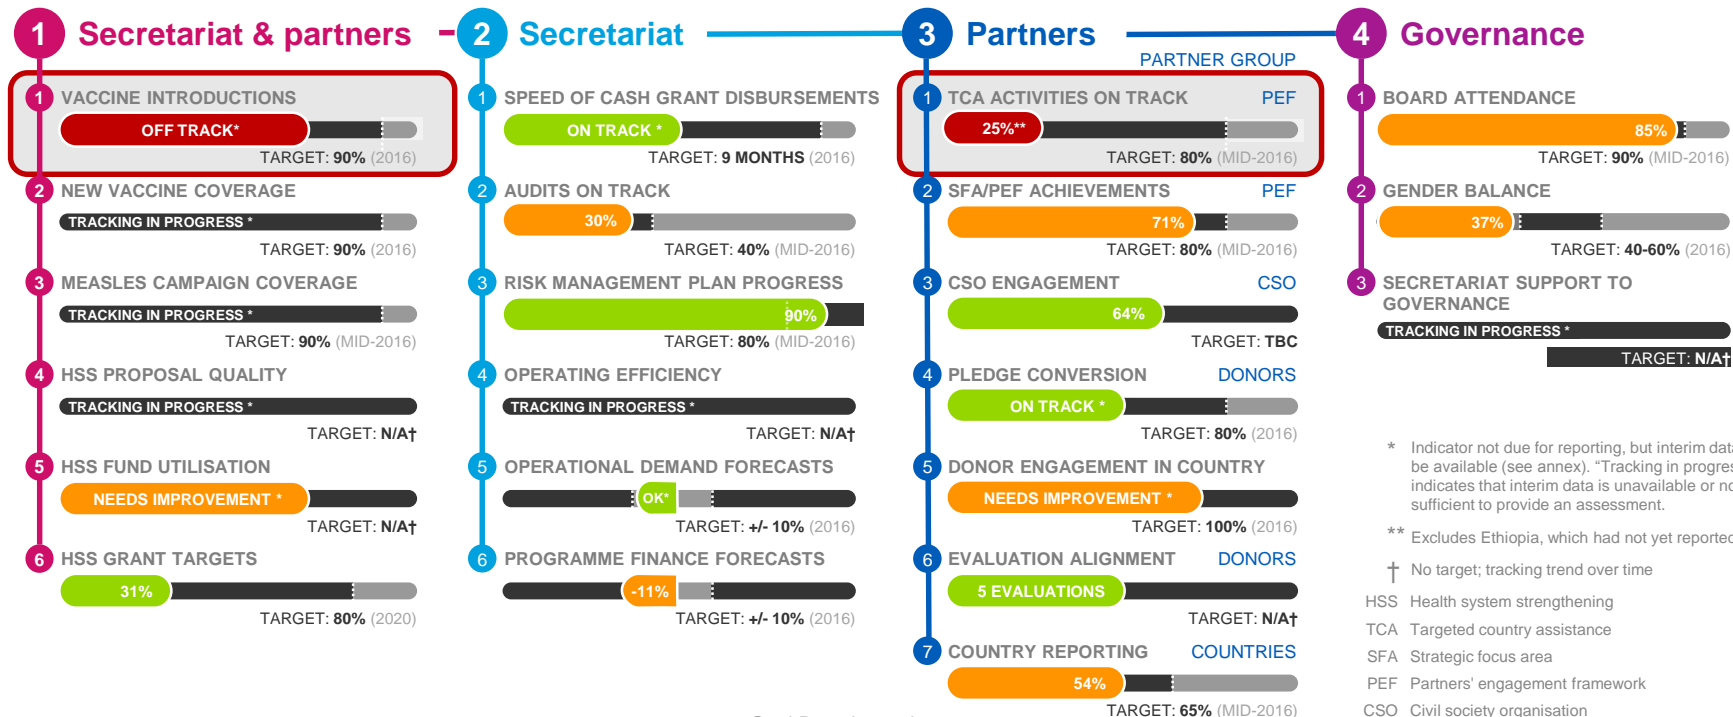 1 Secretariat & partners
1 VACCINE INTRODUCTIONS
OFF TRACK*
TARGET: 90% (2016)
2 NEW VACCINE COVERAGE
TRACKING IN PROGRESS *
TARGET: 90% (2016)
3 MEASLES CAMPAIGN COVERAGE
TRACKING IN PROGRESS *
TARGET: 90% (MID-2016)
4 HSS PROPOSAL QUALITY
TRACKING IN PROGRESS *
TARGET: N/A†
5 HSS FUND UTILISATION
NEEDS IMPROVEMENT *
TARGET: N/A†
6 HSS GRANT TARGETS
31%
TARGET: 80% (2020)
2 Secretariat
1 SPEED OF CASH GRANT DISBURSEMENTS
ON TRACK *
TARGET: 9 MONTHS (2016)
2 AUDITS ON TRACK
30%
TARGET: 40% (MID-2016)
3 RISK MANAGEMENT PLAN PROGRESS
90%
TARGET: 80% (MID-2016)
4 OPERATING EFFICIENCY
TRACKING IN PROGRESS *
TARGET: N/A†
5 OPERATIONAL DEMAND FORECASTS
OK*
TARGET: +/- 10% (2016)
6 PROGRAMME FINANCE FORECASTS
-11%
TARGET: +/- 10% (2016)
3 Partners
PARTNER GROUP
1 TCA ACTIVITIES ON TRACK PEF
25%**
TARGET: 80% (MID-2016)
2 SFA/PEF ACHIEVEMENTS PEF
71%
TARGET: 80% (MID-2016)
3 CSO ENGAGEMENT CSO
64%
TARGET: TBC
4 PLEDGE CONVERSION DONORS
ON TRACK *
TARGET: 80% (2016)
5 DONOR ENGAGEMENT IN COUNTRY
NEEDS IMPROVEMENT *
TARGET: 100% (2016)
6 EVALUATION ALIGNMENT DONORS
5 EVALUATIONS
TARGET: N/A†
7 COUNTRY REPORTING COUNTRIES
54%
TARGET: 65% (MID-2016)
4 Governance
1 BOARD ATTENDANCE
85%
TARGET: 90% (MID-2016)
2 GENDER BALANCE
37%
TARGET: 40-60% (2016)
3 SECRETARIAT SUPPORT TO
GOVERNANCE
TRACKING IN PROGRESS *
TARGET: N/A†
* Indicator not due for reporting, but interim dat
be available (see annex). “Tracking in progres
indicates that interim data is unavailable or no
sufficient to provide an assessment.
** Excludes Ethiopia, which had not yet reported
† No target; tracking trend over time
HSS Health system strengthening
TCA Targeted country assistance
SFA Strategic focus area
PEF Partners' engagement framework
CSO Civil society organisation